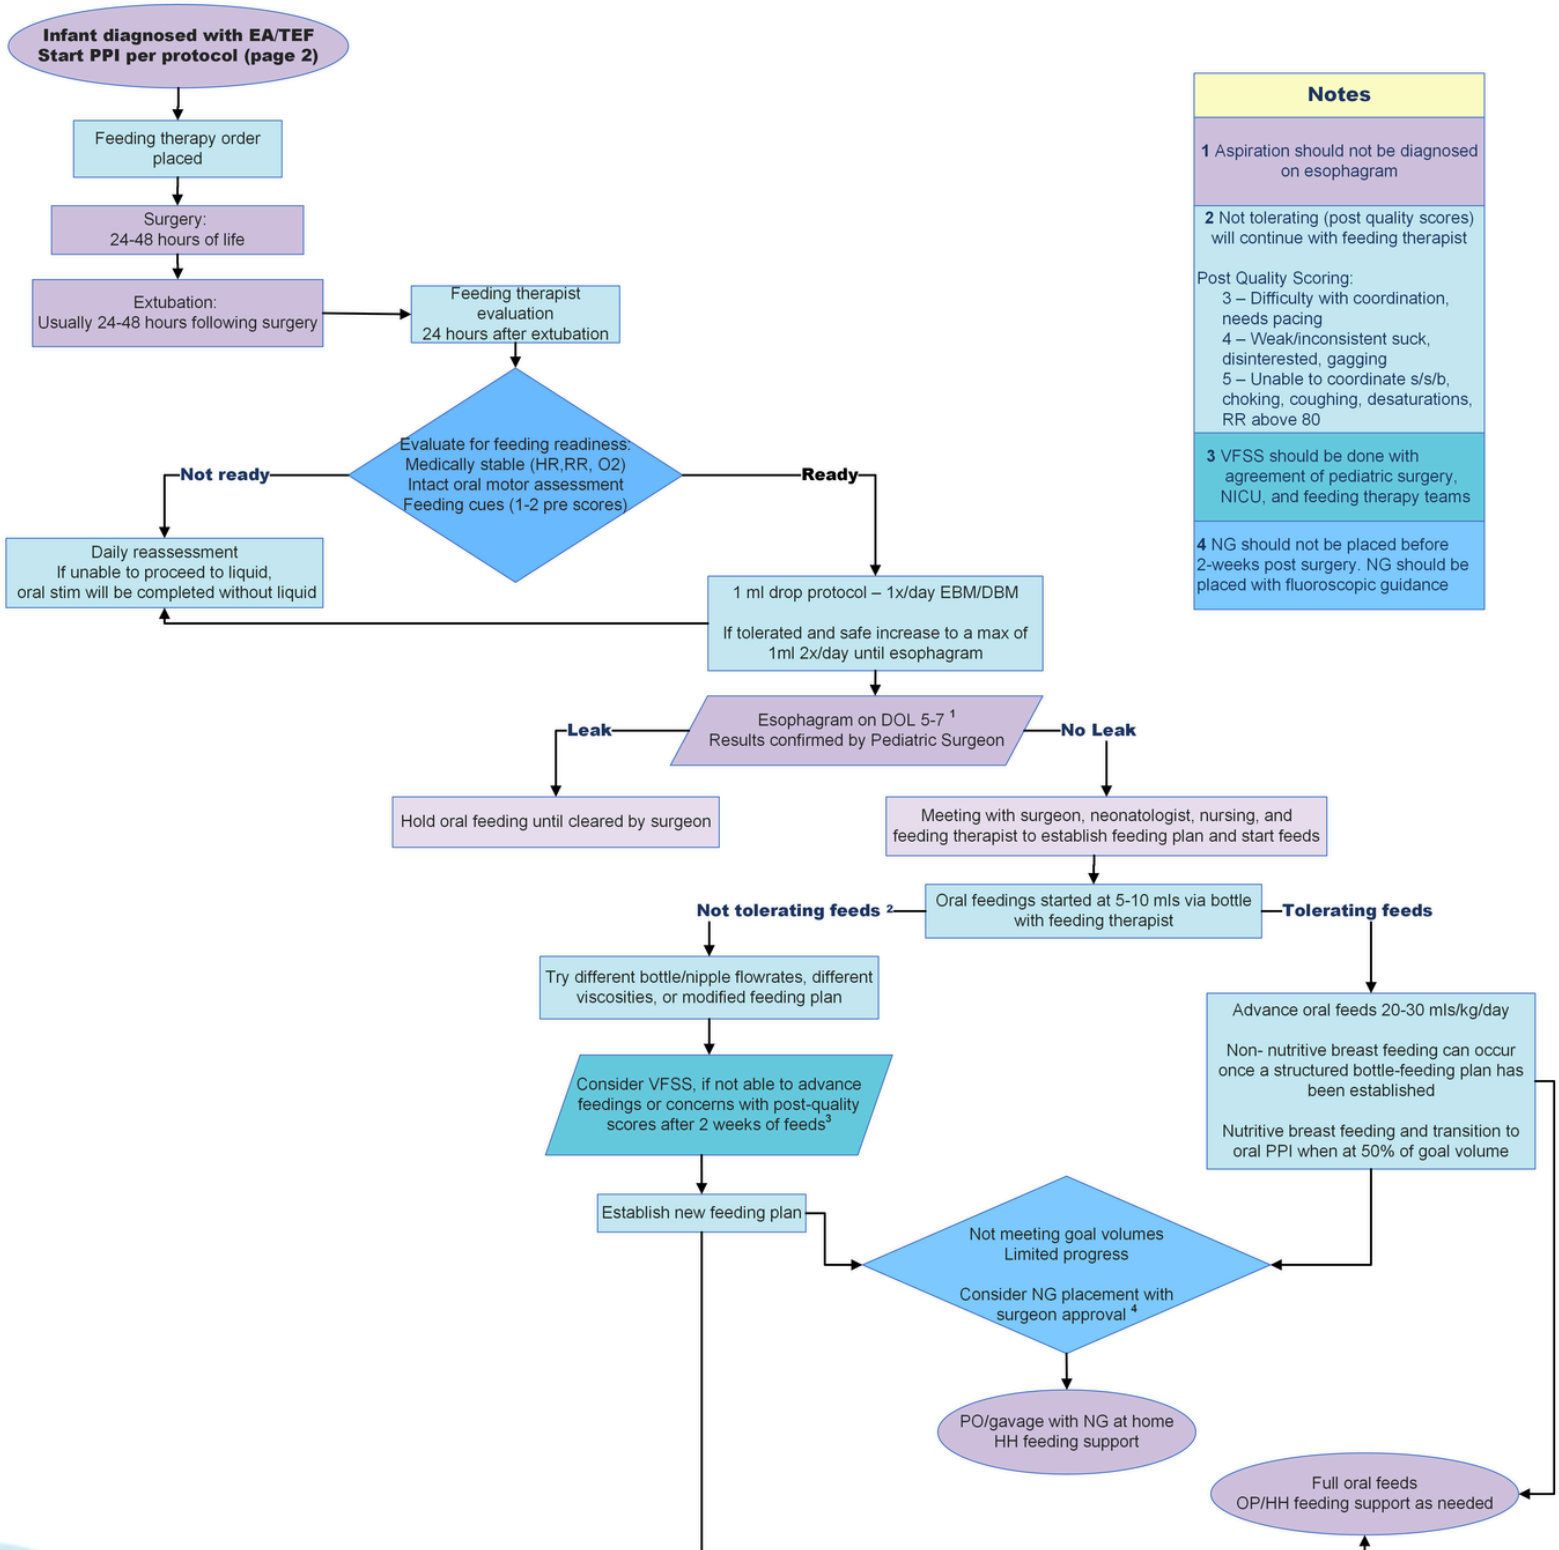 Infant diagnosed with EA/TEF
Start PPI per protocol (page 2)
Feeding therapy order
placed
Surgery:
24-48 hours of life
Extubation:
Usually 24-48 hours following surgery
Feeding therapist
evaluation
24 hours after extubation
Evaluate for feeding readiness:
Medically stable (HR,RR, O2)
Intact oral motor assessment
Feeding cues (1-2 pre scores)
Not ready
Ready
Daily reassessment
If unable to proceed to liquid,
oral stim will be completed without liquid
1 ml drop protocol – 1x/day EBM/DBM
If tolerated and safe increase to a max of
1ml 2x/day until esophagram
Esophagram on DOL 5-7 ¹
Results confirmed by Pediatric Surgeon
Leak
No Leak
Hold oral feeding until cleared by surgeon
Meeting with surgeon, neonatologist, nursing, and
feeding therapist to establish feeding plan and start feeds
Oral feedings started at 5-10 mls via bottle
with feeding therapist
Not tolerating feeds ²
Tolerating feeds
Try different bottle/nipple flowrates, different
viscosities, or modified feeding plan
Consider VFSS, if not able to advance
feedings or concerns with post-quality
scores after 2 weeks of feeds³
Establish new feeding plan
Advance oral feeds 20-30 mls/kg/day
Non- nutritive breast feeding can occur
once a structured bottle-feeding plan has
been established
Nutritive breast feeding and transition to
oral PPI when at 50% of goal volume
Not meeting goal volumes
Limited progress
Consider NG placement with
surgeon approval ⁴
PO/gavage with NG at home
HH feeding support
Full oral feeds
OP/HH feeding support as needed
Notes
1 Aspiration should not be diagnosed
on esophagram
2 Not tolerating (post quality scores)
will continue with feeding therapist
Post Quality Scoring:
3 – Difficulty with coordination,
needs pacing
4 – Weak/inconsistent suck,
disinterested, gagging
5 – Unable to coordinate s/s/b,
choking, coughing, desaturations,
RR above 80
3 VFSS should be done with
agreement of pediatric surgery,
NICU, and feeding therapy teams
4 NG should not be placed before
2-weeks post surgery. NG should be
placed with fluoroscopic guidance